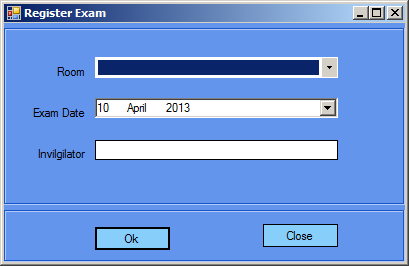 Register Exam
Room
Exam Date 10 April 2013
Invilgilator
Ok Close